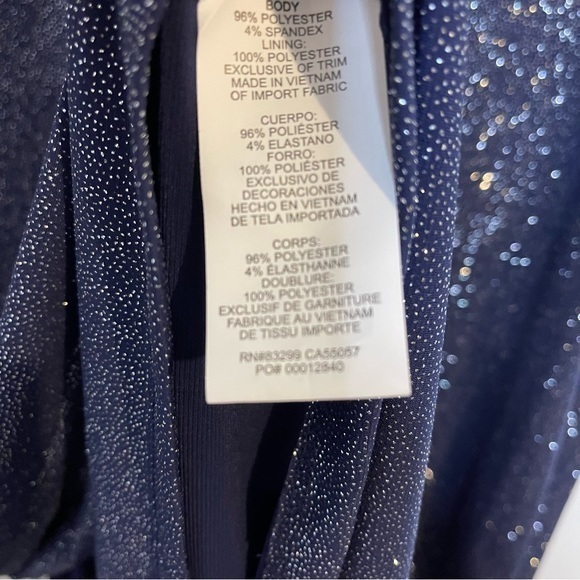 BODY
96% POLYESTER
4% SPANDEX
LINING:
100% POLYESTER
EXCLUSIVE OF TRIM
MADE IN VIETNAM
OF IMPORT FABRIC
CUERPO:
96% POLIÉSTER
4% ELASTANO
FORRO:
100% POLIÉSTER
EXCLUSIVO DE
DECORACIONES
HECHO EN VIETNAM
DE TELA IMPORTADA
CORPS:
96% POLYESTER
4% ÉLASTHANNE
DOUBLURE:
100% POLYESTER
EXCLUSIF DE GARNITURE
FABRIQUE AU VIETNAM
DE TISSU IMPORTE
RN#83299 CA55057
PO# 00012840